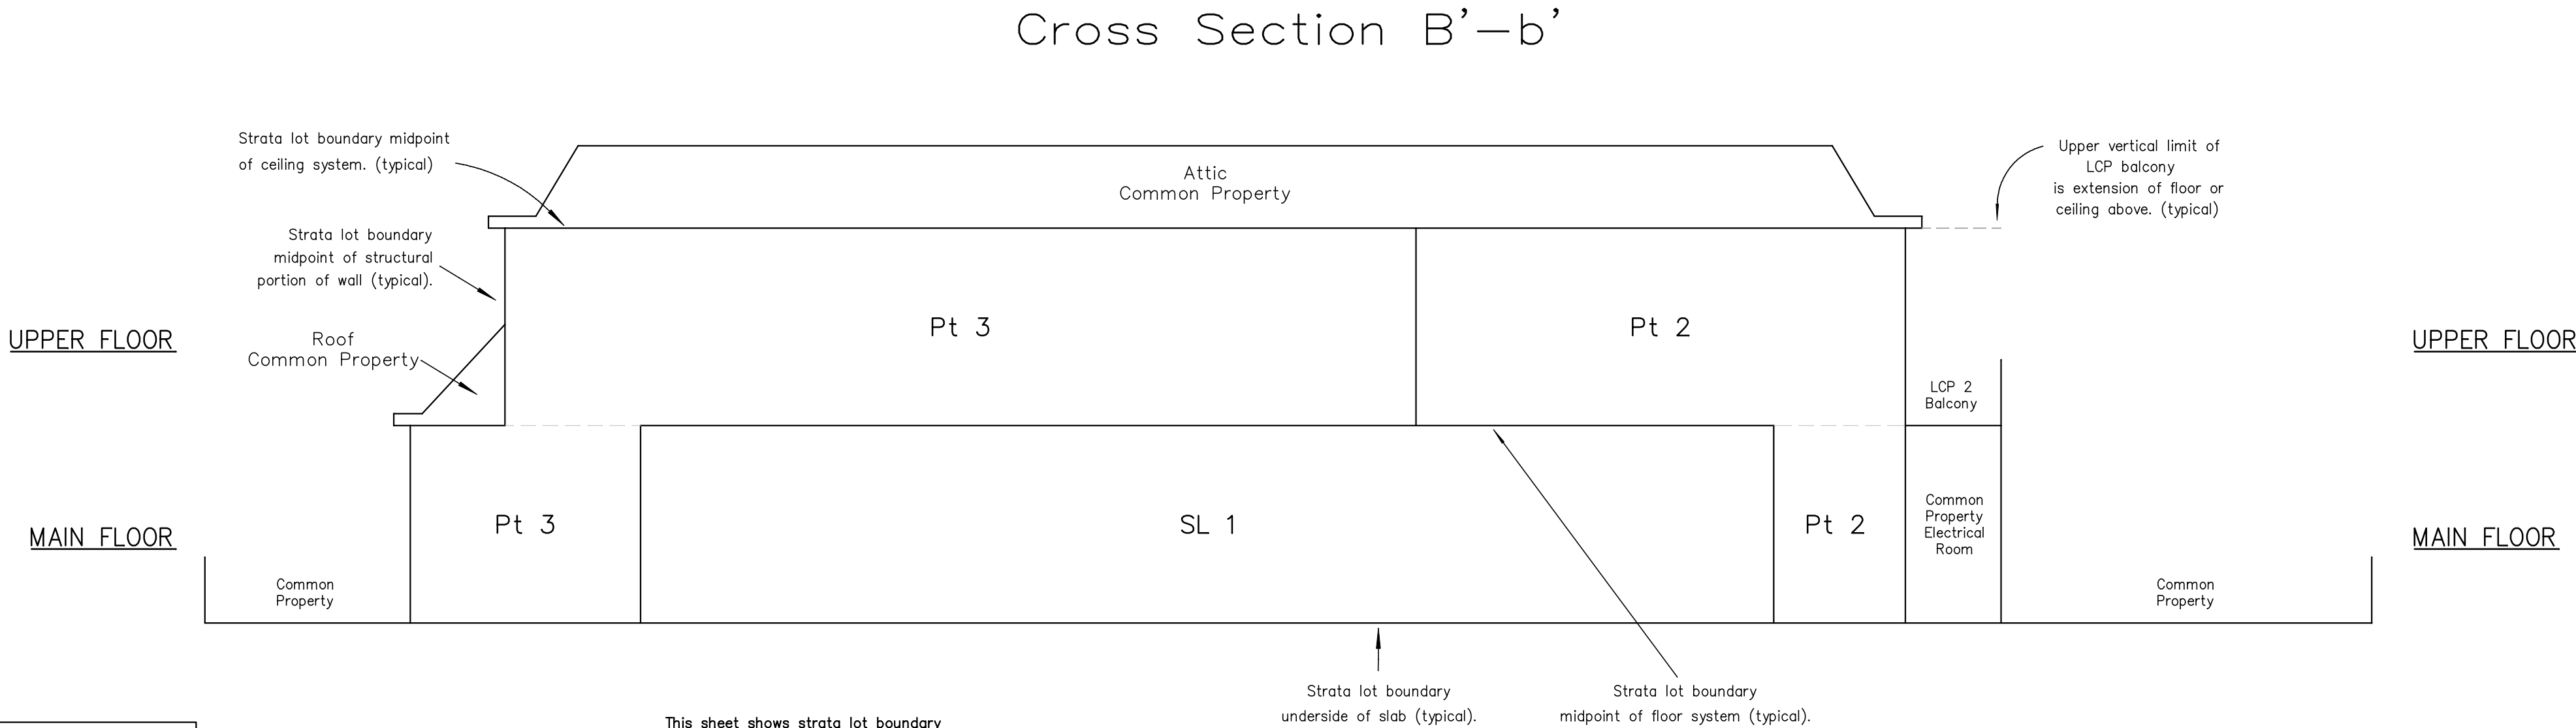 Cross Section B'-b'
Strata lot boundary midpoint
of ceiling system. (typical)
Attic
Common Property
Upper vertical limit of
LCP balcony
is extension of floor or
ceiling above. (typical)
Strata lot boundary
midpoint of structural
portion of wall (typical).
UPPER FLOOR
Roof
Common Property
Pt 3
Pt 2
UPPER FLOOR
LCP 2
Balcony
MAIN FLOOR
Pt 3
SL 1
Pt 2
Common
Property
Electrical
Room
MAIN FLOOR
Common
Property
Common
Property
Strata lot boundary
underside of slab (typical).
Strata lot boundary
midpoint of floor system (typical).
This sheet shows strata lot boundary